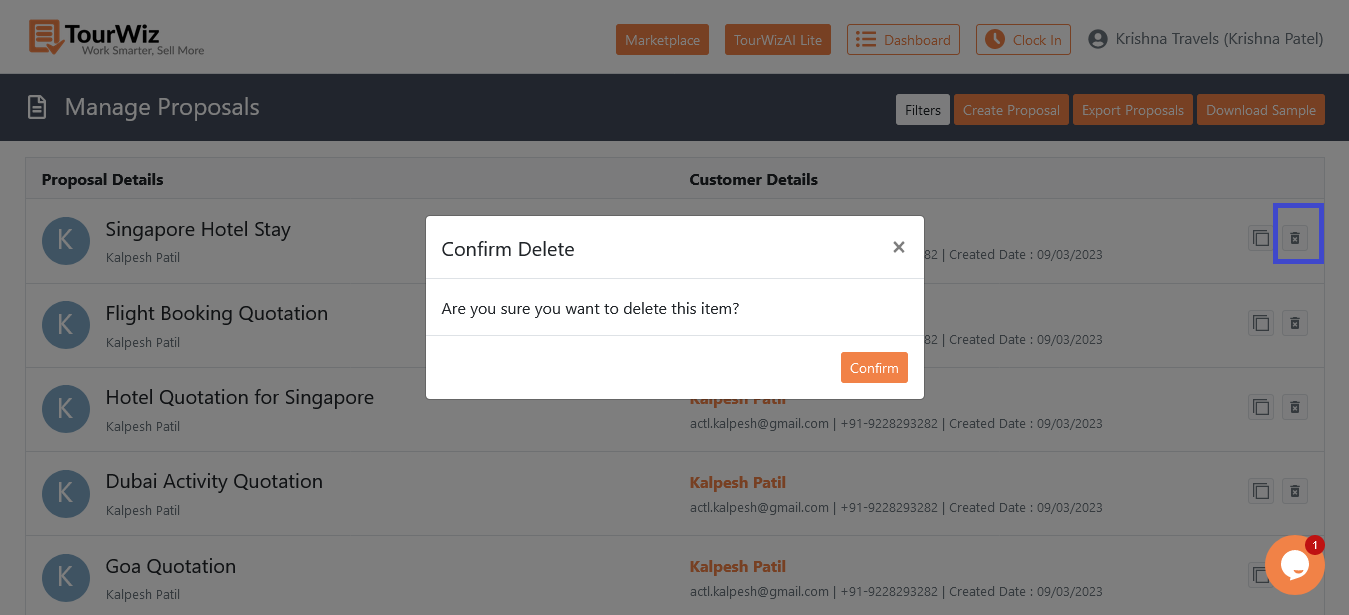 TourWiz
Work Smarter, Sell More
Marketplace
TourWizAI Lite
Dashboard
Clock In
Krishna Travels (Krishna Patel)
Manage Proposals
Filters
Create Proposal
Export Proposals
Download Sample
Proposal Details
Customer Details
K
Singapore Hotel Stay
Kalpesh Patil
82 | Created Date : 09/03/2023
Confirm Delete
×
Are you sure you want to delete this item?
Confirm
K
Flight Booking Quotation
Kalpesh Patil
82 | Created Date : 09/03/2023
K
Hotel Quotation for Singapore
Kalpesh Patil
Kalpesh Patil
actl.kalpesh@gmail.com | +91-9228293282 | Created Date : 09/03/2023
K
Dubai Activity Quotation
Kalpesh Patil
Kalpesh Patil
actl.kalpesh@gmail.com | +91-9228293282 | Created Date : 09/03/2023
K
Goa Quotation
Kalpesh Patil
Kalpesh Patil
actl.kalpesh@gmail.com | +91-9228293282 | Created Date : 09/03/2023
1